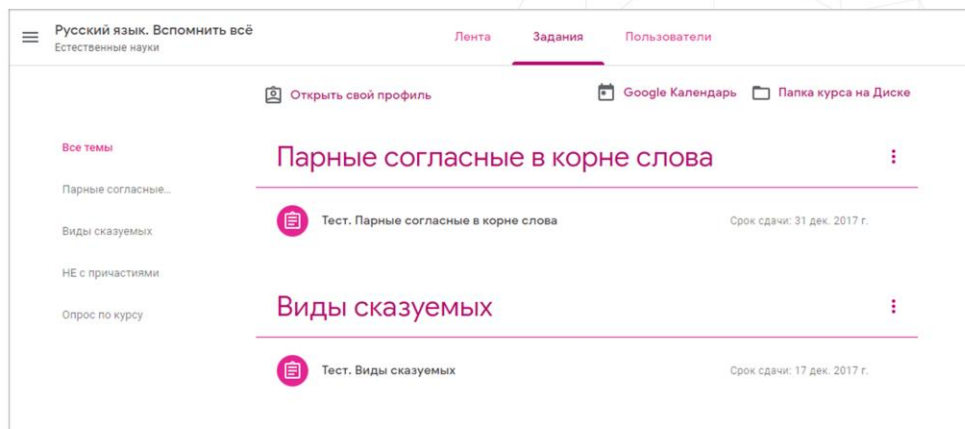 Русский язык. Вспомнить всё
Естественные науки
Лента Задания Пользователи
Открыть свой профиль Google Календарь Папка курса на Диске
Все темы
Парные согласные...
Виды сказуемых
НЕ с причастиями
Опрос по курсу
Парные согласные в корне слова
Тест. Парные согласные в корне слова Срок сдачи: 31 дек. 2017 г.
Виды сказуемых
Тест. Виды сказуемых Срок сдачи: 17 дек. 2017 г.